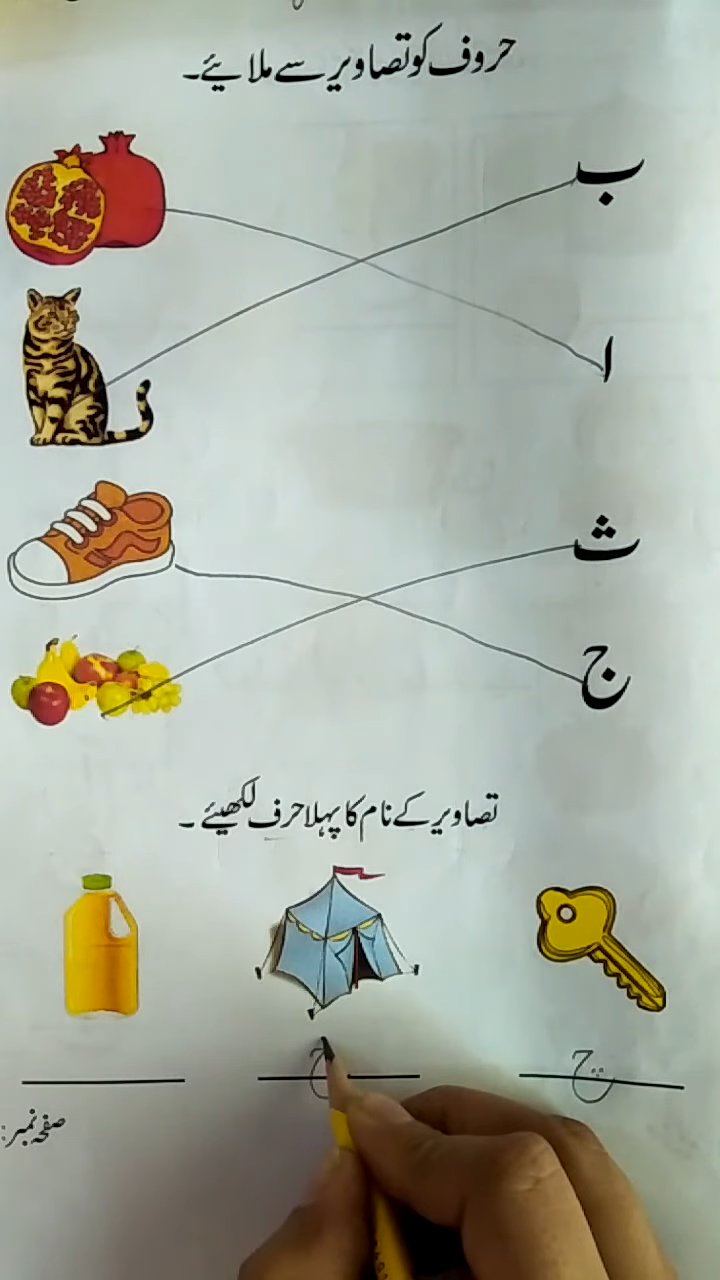 حروف کو تصاویر سے ملایئے۔
ب
ا
ث
ج
تصاویر کے نام کا پہلا حرف لکھیئے۔
چ
صفحہ نمبر: